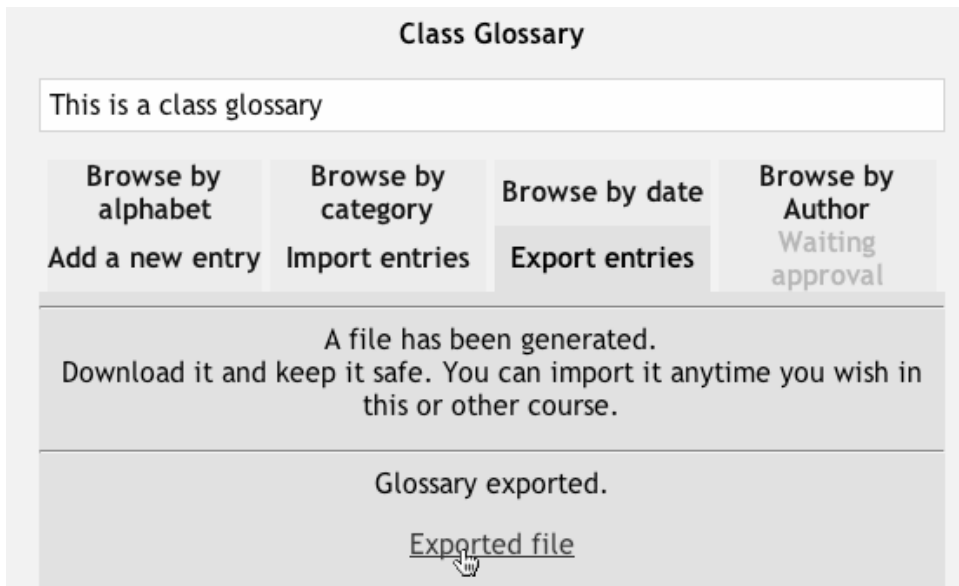 Class Glossary
This is a class glossary
Browse by alphabet
Browse by category
Browse by date
Browse by Author
Add a new entry
Import entries
Export entries
Waiting approval
A file has been generated.
Download it and keep it safe. You can import it anytime you wish in
this or other course.
Glossary exported.
Exported file